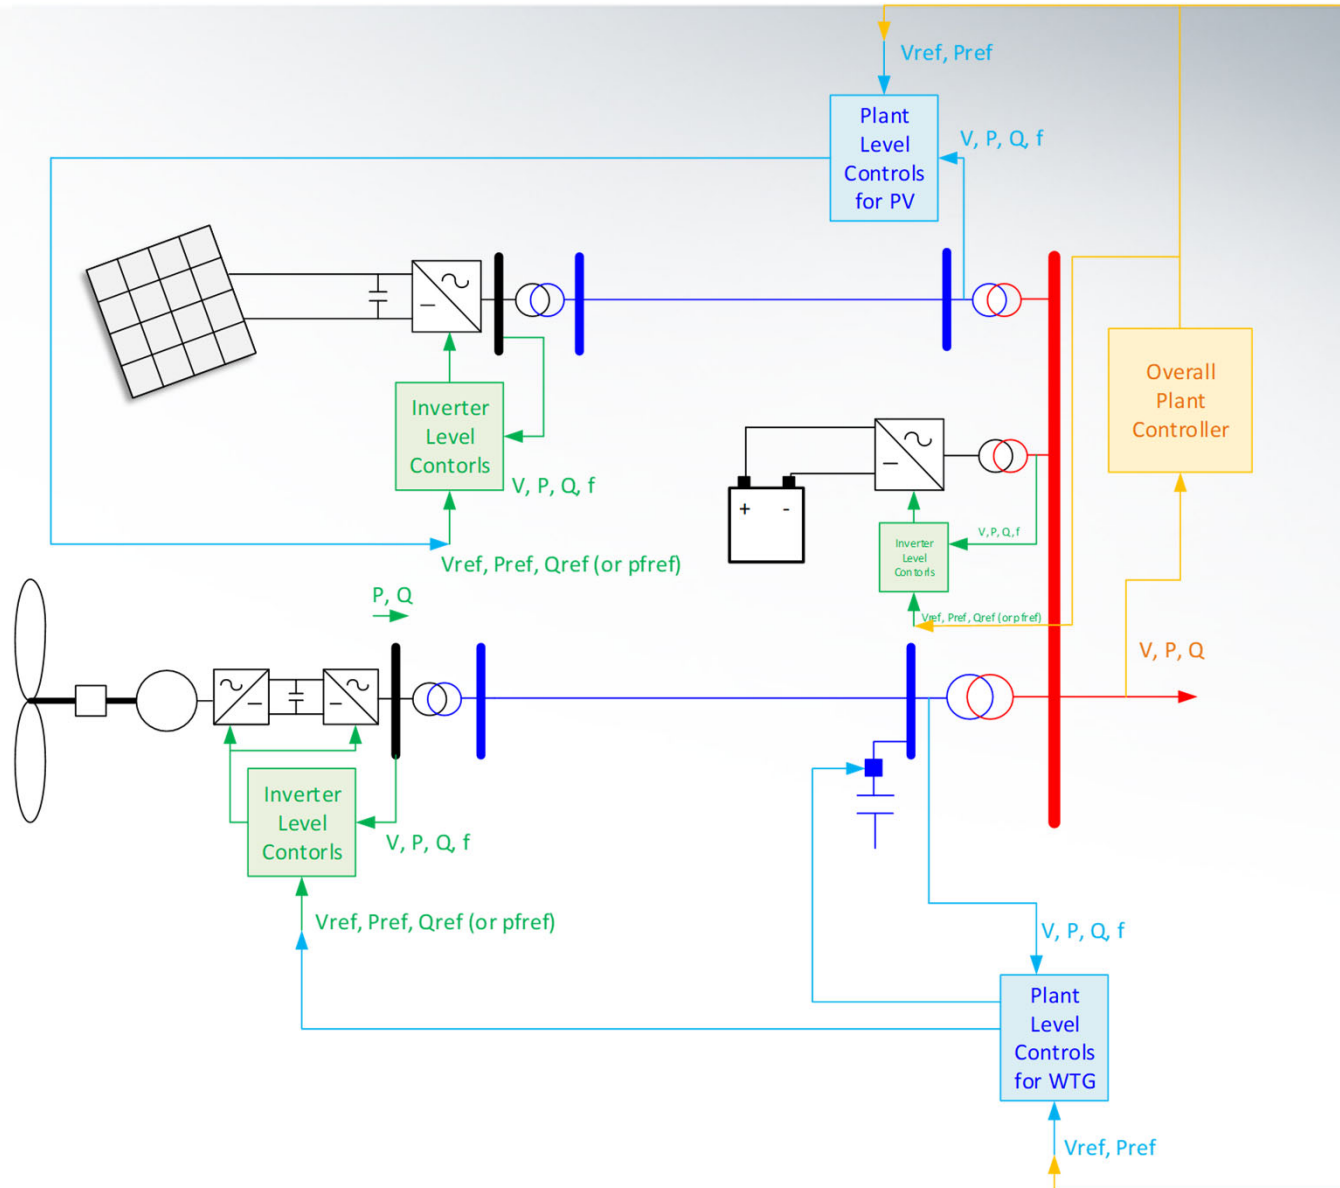 Vref, Pref
Plant
Level
Controls
for PV
V, P, Q, f
Inverter
Level
Contorls
V, P, Q, f
Vref, Pref, Qref (or pfref)
+ -
Inverter
Level
Contorls
V, P, Q, f
Vref, Pref, Qref (or pfref)
Overall
Plant
Controller
V, P, Q
P, Q
Inverter
Level
Contorls
V, P, Q, f
Vref, Pref, Qref (or pfref)
V, P, Q, f
Plant
Level
Controls
for WTG
Vref, Pref